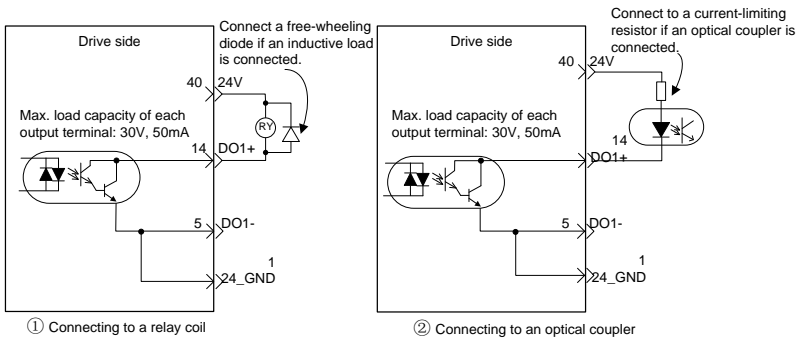 Connect a free-wheeling
diode if an inductive load
is connected.
Drive side
40
24V
Max. load capacity of each
output terminal: 30V, 50mA
RY
14
DO1+
5
DO1-
1
24_GND
① Connecting to a relay coil
Connect to a current-limiting
resistor if an optical coupler is
connected.
Drive side
40
24V
Max. load capacity of each
output terminal: 30V, 50mA
14
DO1+
5
DO1-
1
24_GND
② Connecting to an optical coupler